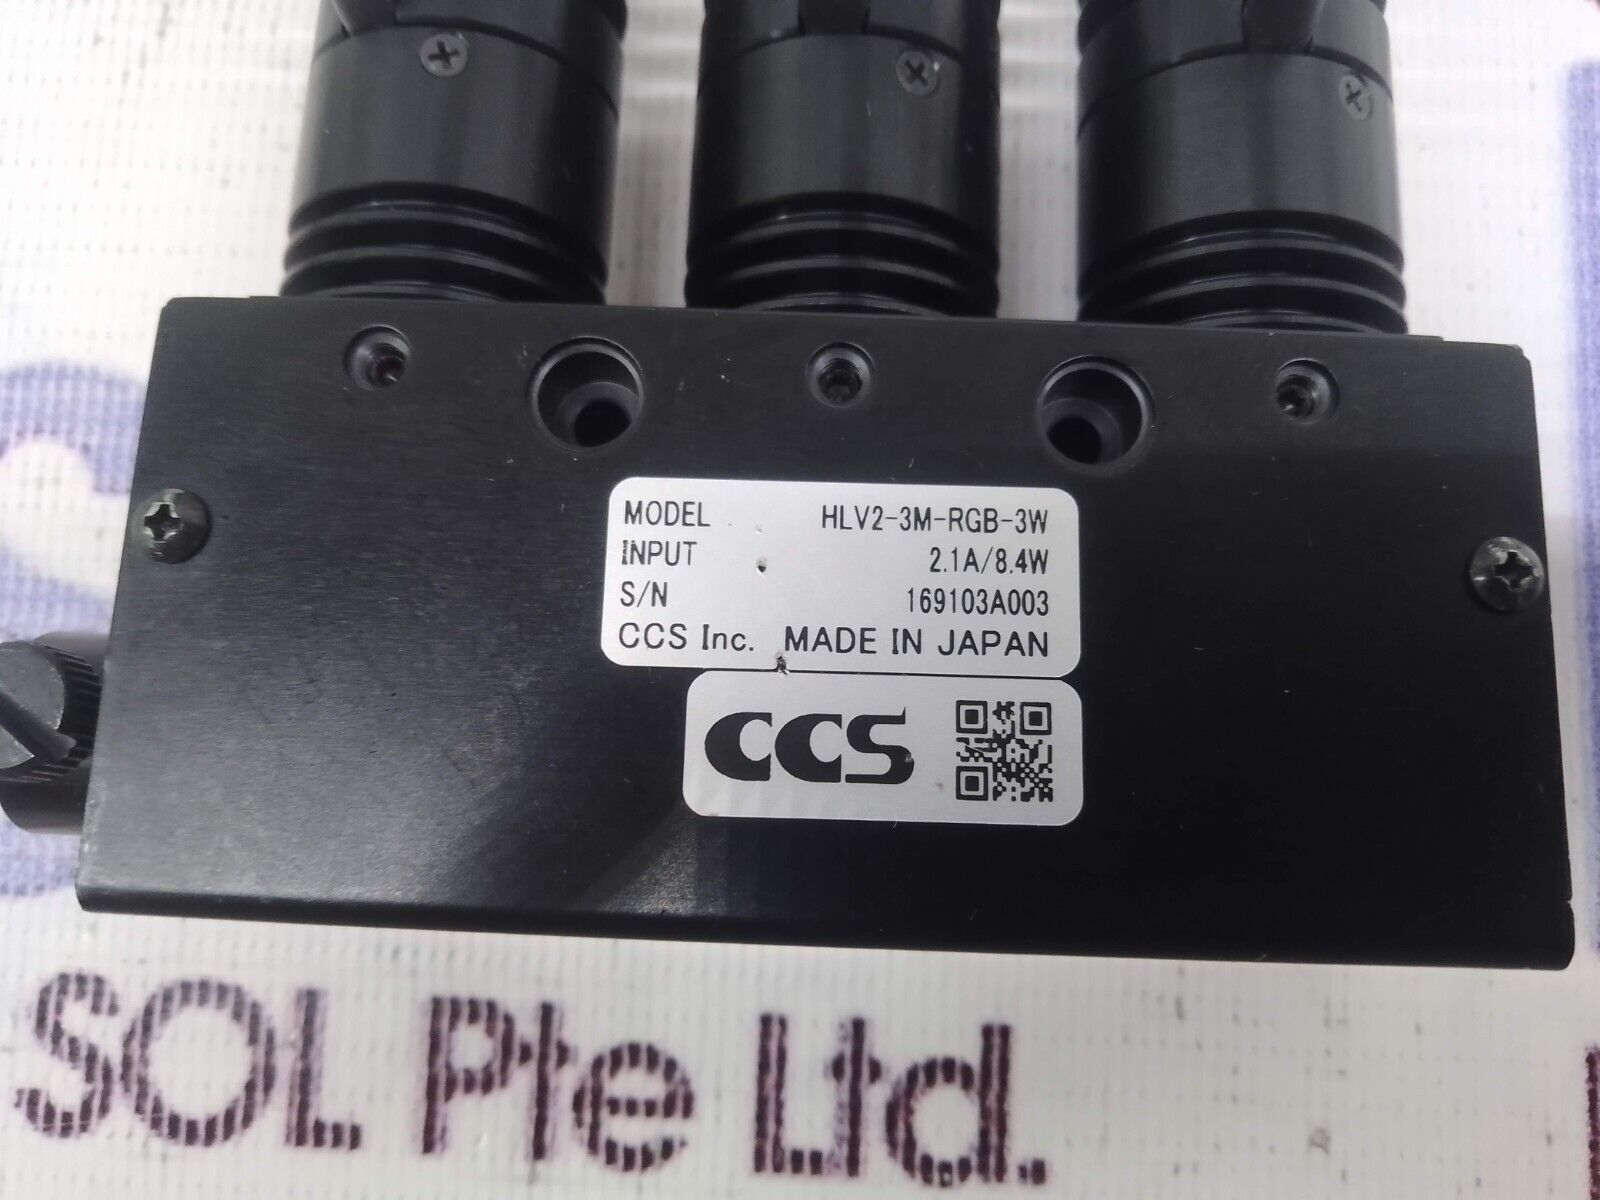 MODEL HLV2-3M-RGB-3W
INPUT 2.1A/8.4W
S/N 169103A003
CCS Inc. MADE IN JAPAN
CCS
SOL Pte Ltd.